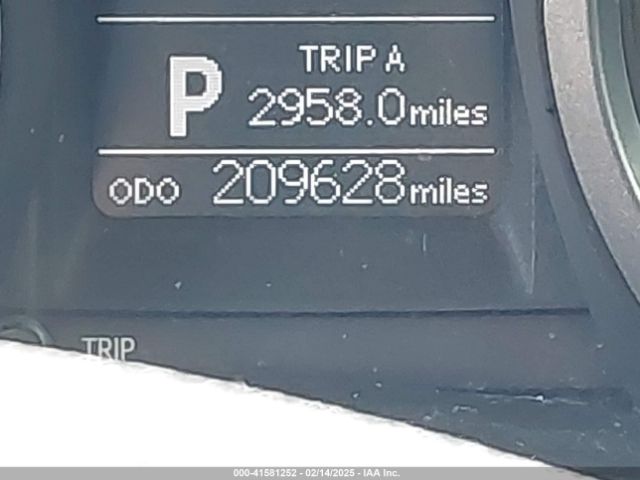 TRIP A
P 2958.0 miles
ODO 209628 miles
TRIP
000-41581252 - 02/14/2025 - IAA Inc.